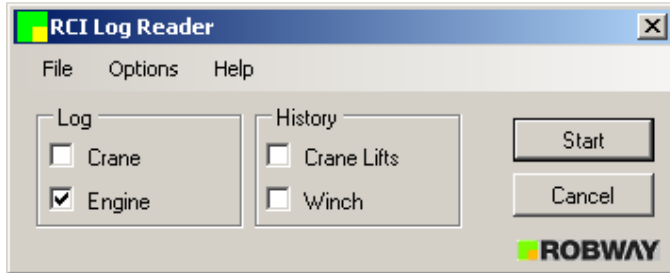 RCI Log Reader
File Options Help
Log
Crane
Engine
History
Crane Lifts
Winch
Start
Cancel
ROBWAY